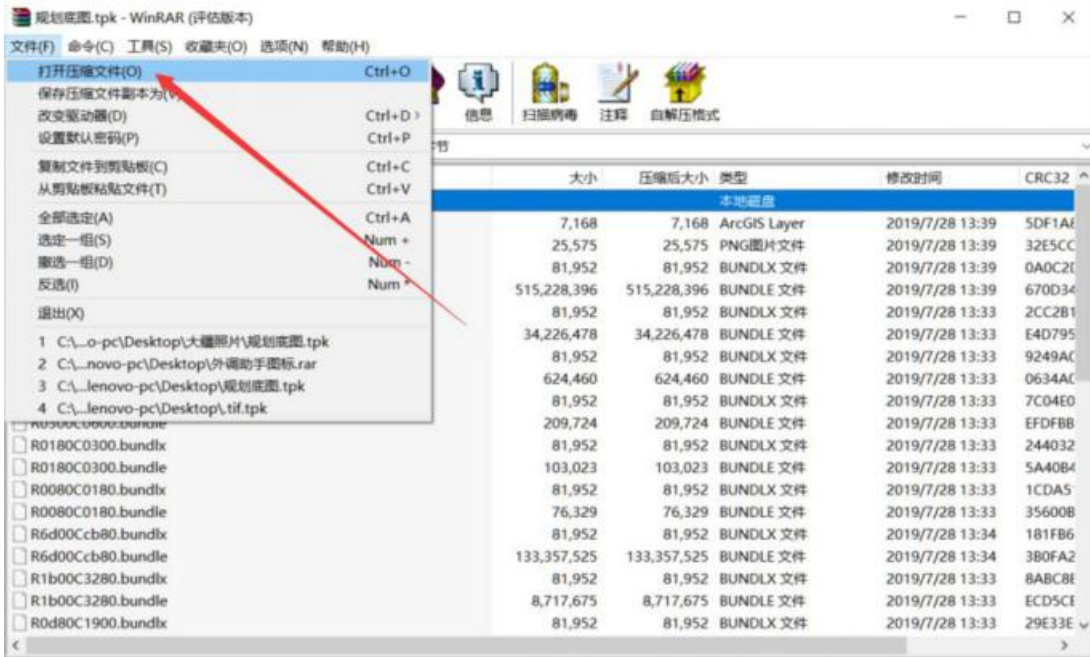 规划底图.tpk - WinRAR (评估版本)
文件(F) 命令(C) 工具(S) 收藏夹(O) 选项(N) 帮助(H)
打开压缩文件(O) Ctrl+O
保存压缩文件副本为(V)
改变驱动器(D) Ctrl+D >
设置默认密码(P) Ctrl+P
复制文件到剪贴板(C) Ctrl+C
从剪贴板粘贴文件(T) Ctrl+V
全部选定(A) Ctrl+A
选定一组(S) Num +
撤选一组(D) Num -
反选(I) Num *
退出(X)
1 C:\...o-pc\Desktop\大疆照片\规划底图.tpk
2 C:\...novo-pc\Desktop\外调助手图标.rar
3 C:\...lenovo-pc\Desktop\规划底图.tpk
4 C:\...lenovo-pc\Desktop\.tif.tpk
信息 扫描病毒 注释 自解压格式
节
大小 压缩后大小 类型 修改时间 CRC32
本地磁盘
7,168 7,168 ArcGIS Layer 2019/7/28 13:39 5DF1A8
25,575 25,575 PNG图片文件 2019/7/28 13:39 32E5CC
81,952 81,952 BUNDLX 文件 2019/7/28 13:39 0A0C2D
515,228,396 515,228,396 BUNDLE 文件 2019/7/28 13:39 670D34
81,952 81,952 BUNDLX 文件 2019/7/28 13:33 2CC2B1
34,226,478 34,226,478 BUNDLE 文件 2019/7/28 13:33 E4D795
81,952 81,952 BUNDLX 文件 2019/7/28 13:33 9249AC
624,460 624,460 BUNDLE 文件 2019/7/28 13:33 0634AC
81,952 81,952 BUNDLX 文件 2019/7/28 13:33 7C04E0
R0300C0600.bundle 209,724 209,724 BUNDLE 文件 2019/7/28 13:33 EFDFBB
R0180C0300.bundlx 81,952 81,952 BUNDLX 文件 2019/7/28 13:33 244032
R0180C0300.bundle 103,023 103,023 BUNDLE 文件 2019/7/28 13:33 5A40B4
R0080C0180.bundlx 81,952 81,952 BUNDLX 文件 2019/7/28 13:33 1CDA5
R0080C0180.bundle 76,329 76,329 BUNDLE 文件 2019/7/28 13:33 35600B
R6d00Ccb80.bundlx 81,952 81,952 BUNDLX 文件 2019/7/28 13:34 181FB6
R6d00Ccb80.bundle 133,357,525 133,357,525 BUNDLE 文件 2019/7/28 13:34 3B0FA2
R1b00C3280.bundlx 81,952 81,952 BUNDLX 文件 2019/7/28 13:33 8ABC8E
R1b00C3280.bundle 8,717,675 8,717,675 BUNDLE 文件 2019/7/28 13:33 ECD5CE
R0d80C1900.bundlx 81,952 81,952 BUNDLX 文件 2019/7/28 13:33 29E33E